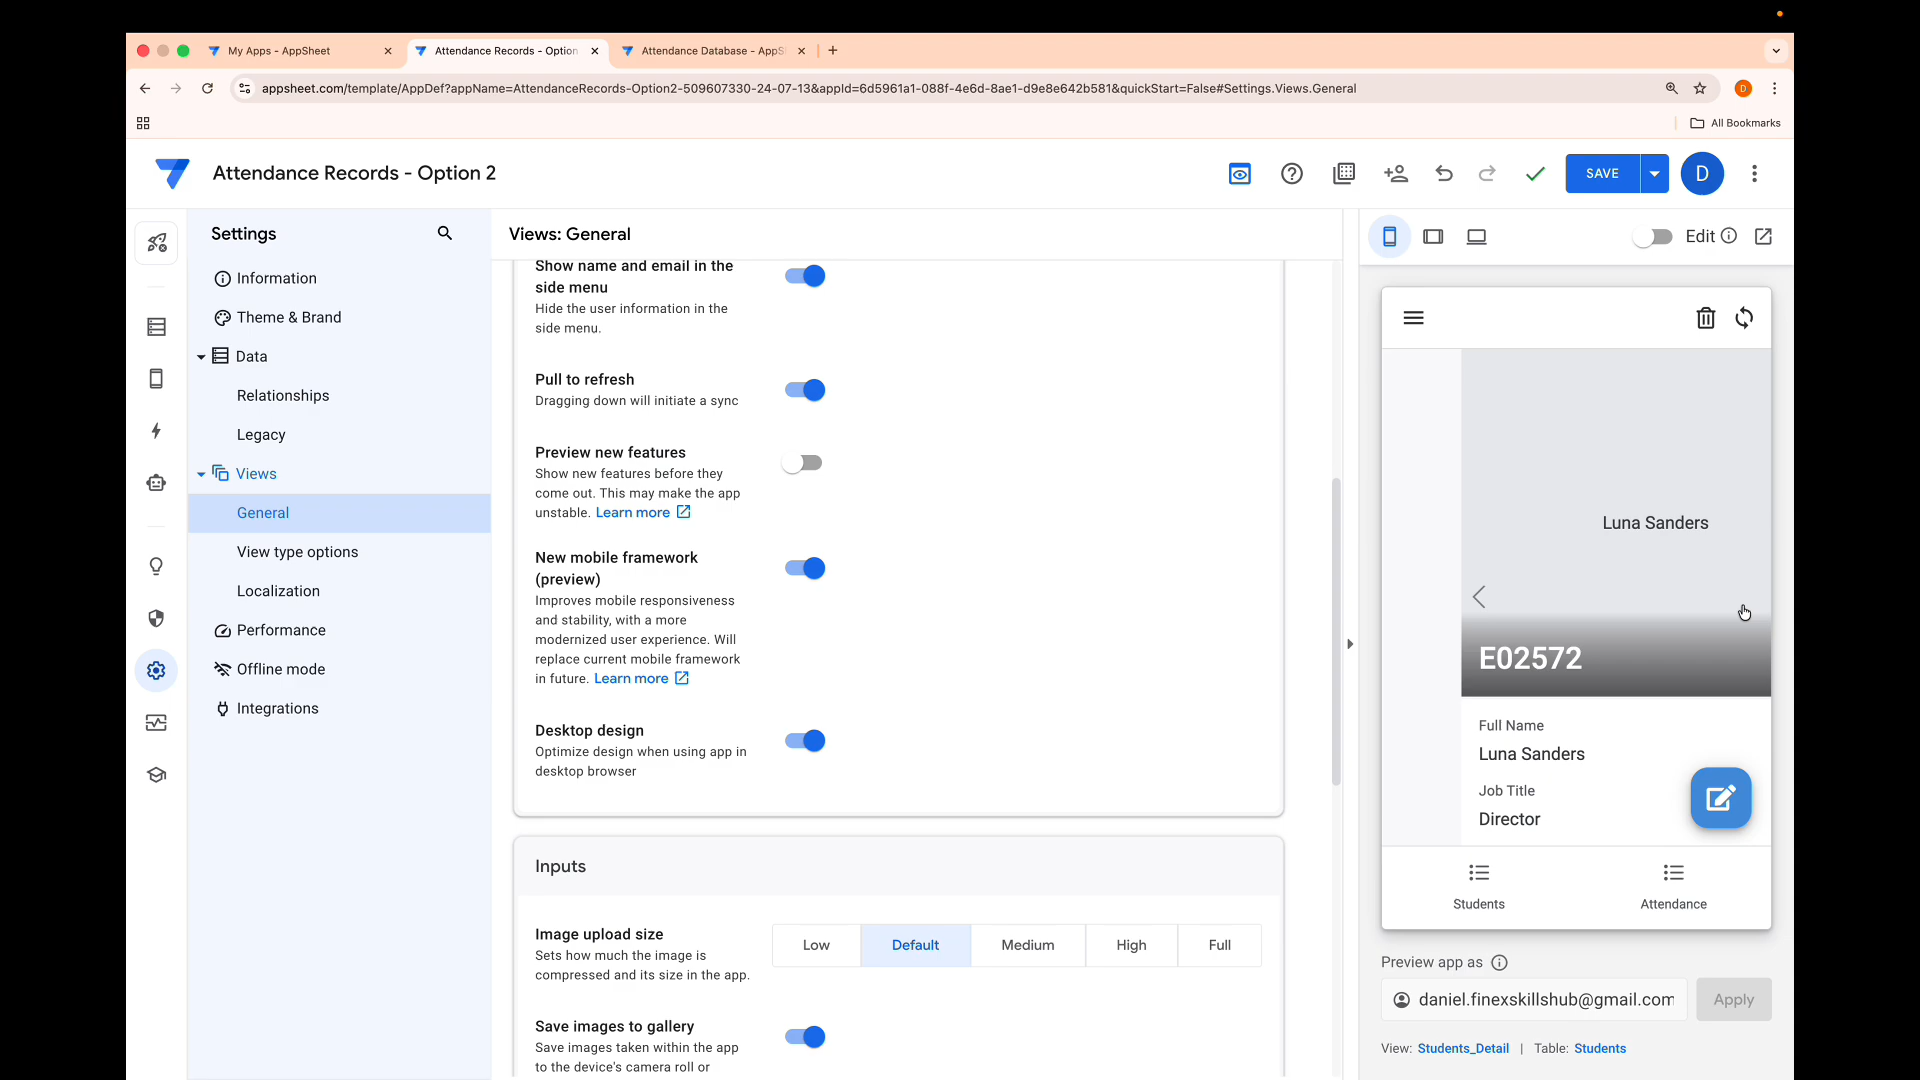 My Apps - AppSheet
Attendance Records - Option
Attendance Database - AppS
appsheet.com/template/AppDef?appName=AttendanceRecords-Option2-509607330-24-07-13&appId=6d5961a1-088f-4e6d-8ae1-d9e8e642b581&quickStart=False#Settings.Views.General
D
All Bookmarks
Attendance Records - Option 2
SAVE
D
Settings
Information
Theme & Brand
Data
Relationships
Legacy
Views
General
View type options
Localization
Performance
Offline mode
Integrations
Views: General
Show name and email in the
side menu
Hide the user information in the
side menu.
Pull to refresh
Dragging down will initiate a sync
Preview new features
Show new features before they
come out. This may make the app
unstable. Learn more
New mobile framework
(preview)
Improves mobile responsiveness
and stability, with a more
modernized user experience. Will
replace current mobile framework
in future. Learn more
Desktop design
Optimize design when using app in
desktop browser
Inputs
Image upload size
Sets how much the image is
compressed and its size in the app.
Low
Default
Medium
High
Full
Save images to gallery
Save images taken within the app
to the device's camera roll or
Edit
Luna Sanders
E02572
Full Name
Luna Sanders
Job Title
Director
Students
Attendance
Preview app as
daniel.finexskillshub@gmail.com
Apply
View: Students_Detail | Table: Students